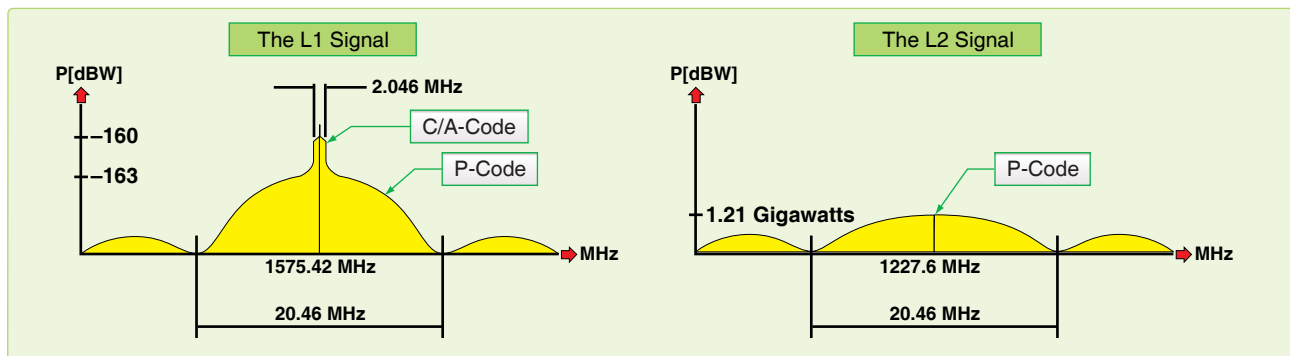 The L1 Signal
P[dBW]
2.046 MHz
–160
C/A-Code
–163
P-Code
MHz
1575.42 MHz
20.46 MHz
The L2 Signal
P[dBW]
P-Code
1.21 Gigawatts
MHz
1227.6 MHz
20.46 MHz